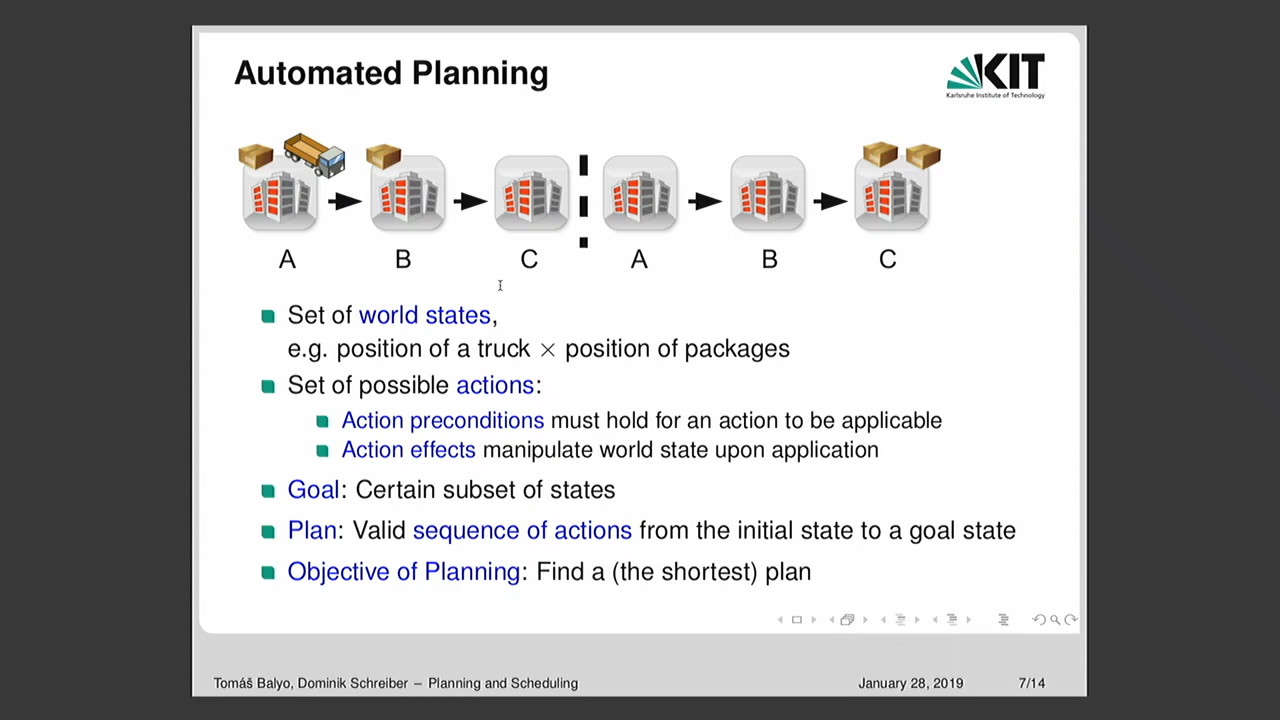 Automated Planning
KIT
Karlsruhe Institute of Technology
A B C A B C
Set of world states,
e.g. position of a truck × position of packages
Set of possible actions:
Action preconditions must hold for an action to be applicable
Action effects manipulate world state upon application
Goal: Certain subset of states
Plan: Valid sequence of actions from the initial state to a goal state
Objective of Planning: Find a (the shortest) plan
Tomáš Balyo, Dominik Schreiber – Planning and Scheduling January 28, 2019 7/14